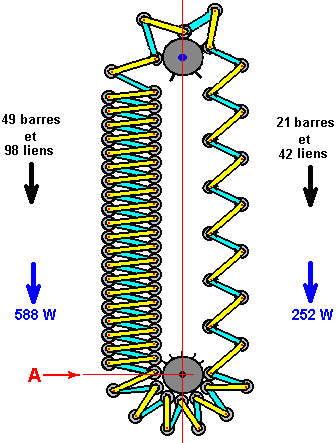 49 barres
et
98 liens
21 barres
et
42 liens
588 W
252 W
A